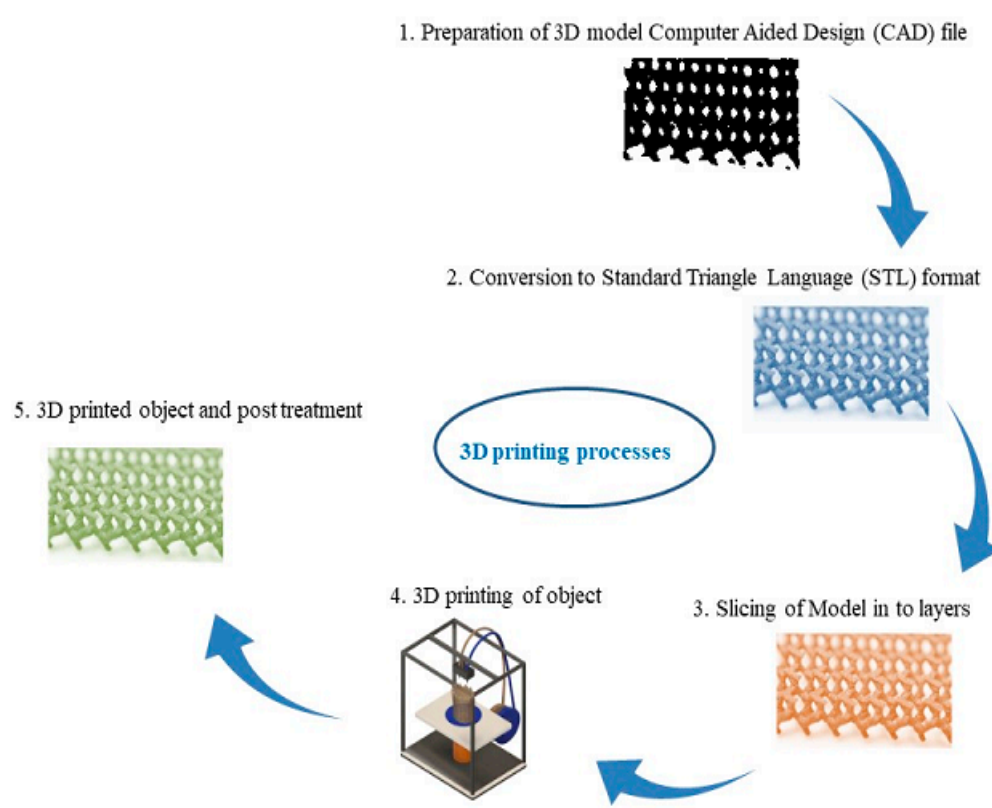 1. Preparation of 3D model Computer Aided Design (CAD) file
2. Conversion to Standard Triangle Language (STL) format
5. 3D printed object and post treatment
3D printing processes
4. 3D printing of object
3. Slicing of Model in to layers